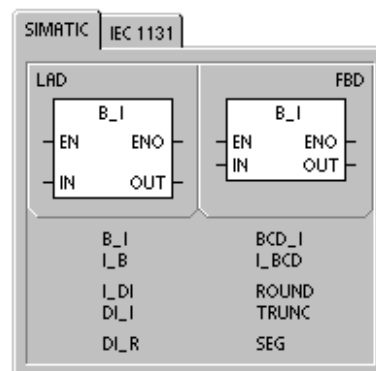 SIMATIC IEC 1131
LAD FBD
B_I B_I
EN ENO EN ENO
IN OUT IN OUT
B_I BCD_I
I_B I_BCD
I_DI ROUND
DI_I TRUNC
DI_R SEG